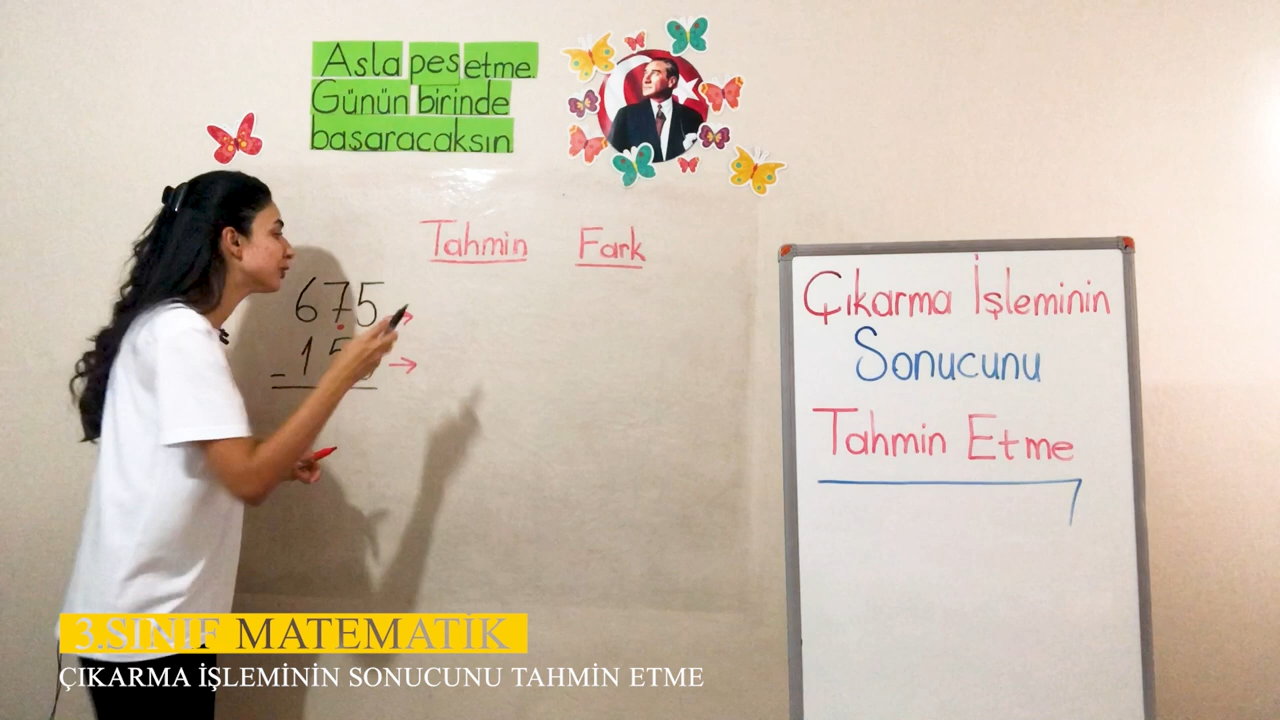 Asla pes etme.
Günün birinde
başaracaksın
Tahmin Fark
675
Çıkarma İşleminin
Sonucunu
Tahmin Etme
3.SINIF MATEMATİK
ÇIKARMA İŞLEMİNİN SONUCUNU TAHMİN ETME